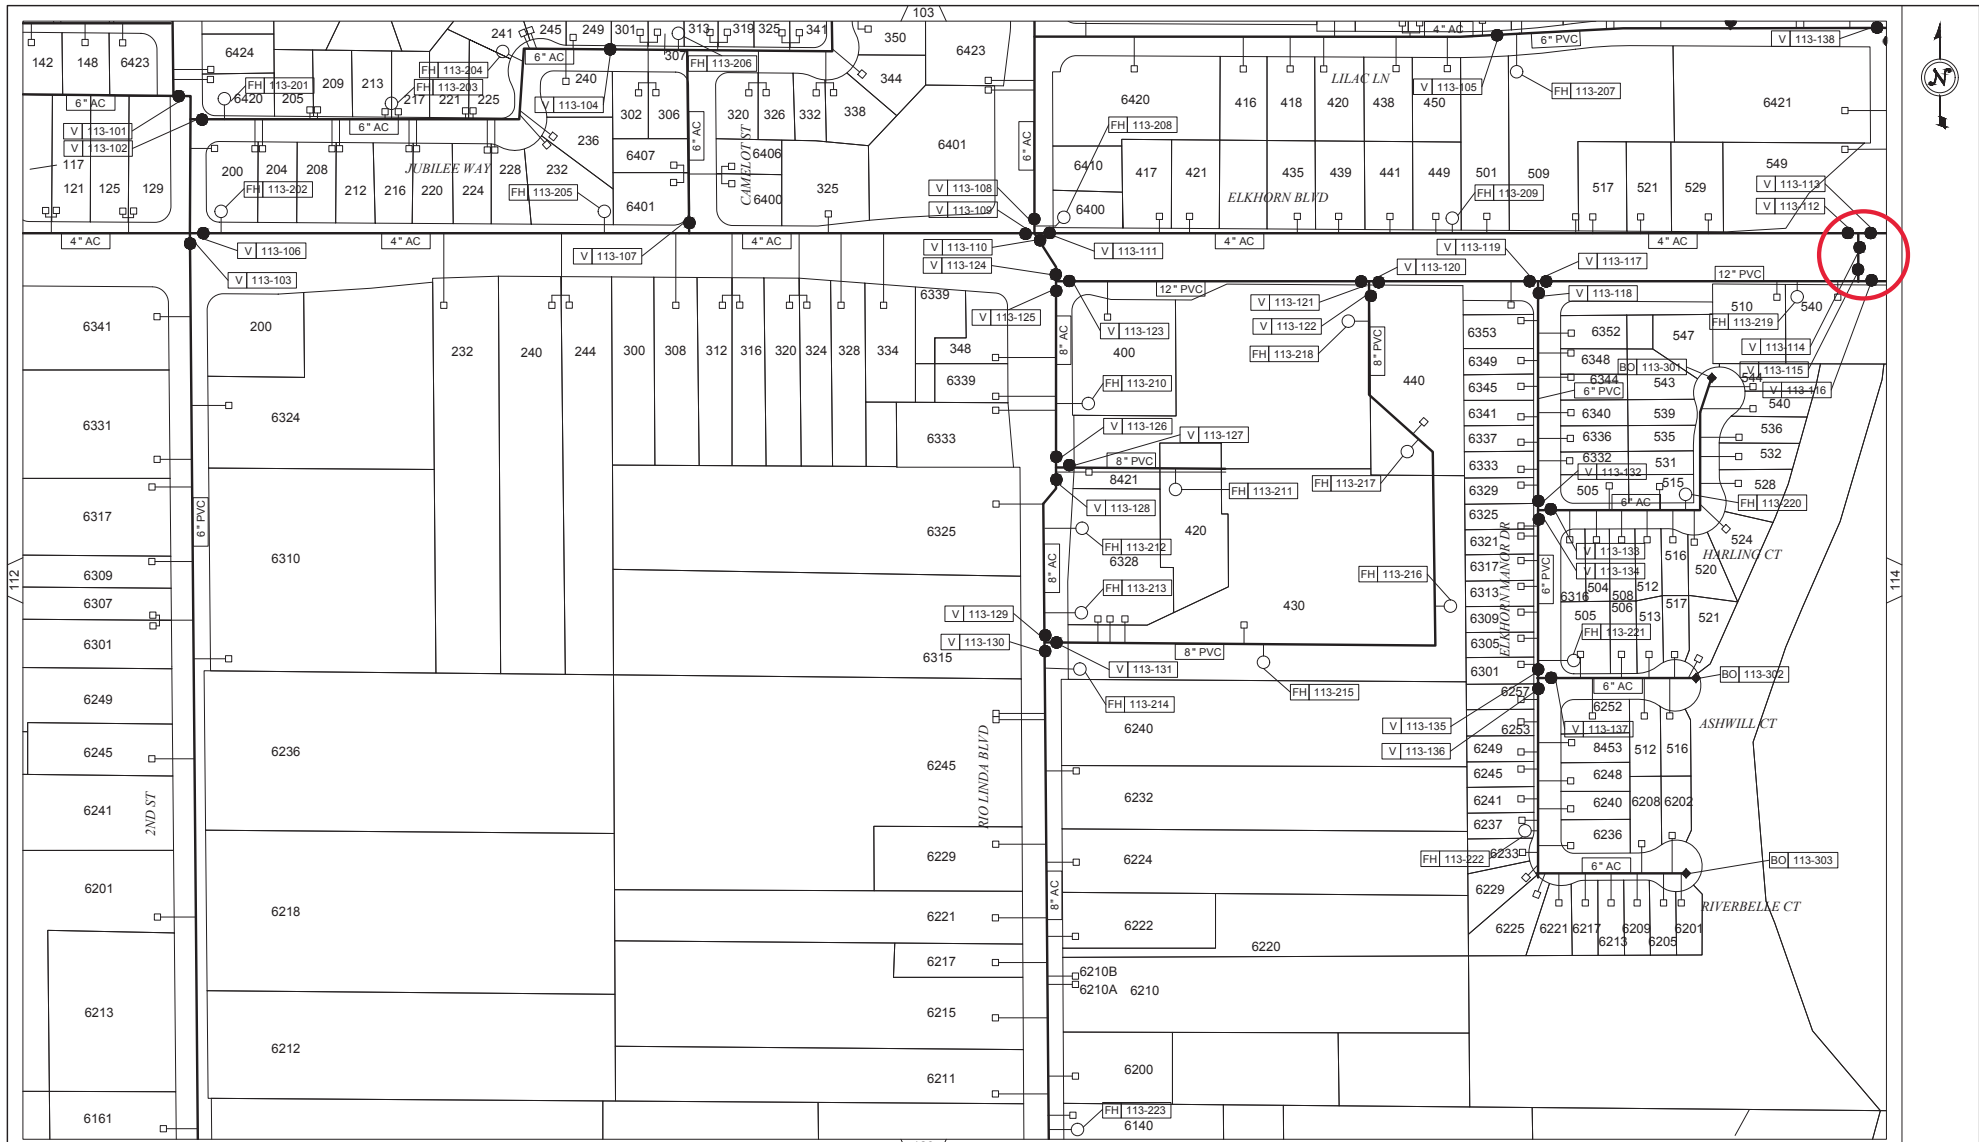 103
N
112
114
245
249
301
313
319
325
341
241
307
350
6423
4" AC
6" PVC
V 113-138
142
148
6423
6424
209
213
217
221
225
205
6420
FH 113-201
FH 113-204
FH 113-203
6" AC
240
V 113-104
FH 113-206
344
338
320
326
332
302
306
236
6" AC
CAMELOT ST
6" AC
V 113-101
V 113-102
6" AC
117
121
125
129
200
204
208
212
216
220
224
228
232
JUBILEE WAY
FH 113-202
FH 113-205
6407
6401
6406
6400
325
6401
6" AC
6420
416
418
420
438
450
LILAC LN
V 113-105
FH 113-207
6421
FH 113-208
6410
6400
417
421
435
439
441
449
501
509
517
521
529
549
ELKHORN BLVD
FH 113-209
V 113-108
V 113-109
V 113-113
V 113-112
4" AC
4" AC
4" AC
4" AC
4" AC
V 113-106
V 113-103
V 113-107
V 113-110
V 113-124
V 113-111
V 113-119
V 113-117
V 113-120
V 113-118
V 113-121
V 113-122
V 113-123
V 113-125
12" PVC
12" PVC
6341
200
232
240
244
300
308
312
316
320
324
328
334
6339
348
6339
8" AC
400
FH 113-218
8" PVC
440
FH 113-210
510
540
FH 113-219
V 113-114
V 113-115
V 113-116
6353
6349
6345
6341
6337
6333
6329
6325
6321
6317
6313
6309
6305
6301
6257
6253
6249
6245
6241
6237
6233
6229
6225
6352
547
6348
6344
543
BO 113-301
6" PVC
6340
539
6336
535
6332
531
V 113-132
505
515
6" AC
544
540
536
532
528
FH 113-220
524
HARLING CT
520
516
512
504
508
6316
V 113-133
V 113-134
505
506
513
517
521
FH 113-221
6" PVC
ELKHORN MANOR DR
6" AC
BO 113-302
ASHWILL CT
6252
V 113-137
V 113-135
V 113-136
8453
512
516
6248
6240
6208
6202
6236
FH 113-222
6" AC
BO 113-303
RIVERBELLE CT
6221
6217
6213
6209
6205
6201
6331
6324
6333
V 113-126
V 113-127
8" PVC
8421
FH 113-211
FH 113-217
V 113-128
420
FH 113-212
6328
FH 113-213
8" AC
FH 113-216
430
6317
6" PVC
6310
6325
6309
6307
6301
6315
V 113-129
V 113-130
V 113-131
8" PVC
FH 113-214
FH 113-215
6249
6245
6241
2ND ST
6236
6245
RIO LINDA BLVD
6240
6232
6229
6224
8" AC
6201
6218
6221
6222
6220
6217
6210B
6210A
6210
6213
6215
6212
6211
6200
6161
FH 113-223
6140